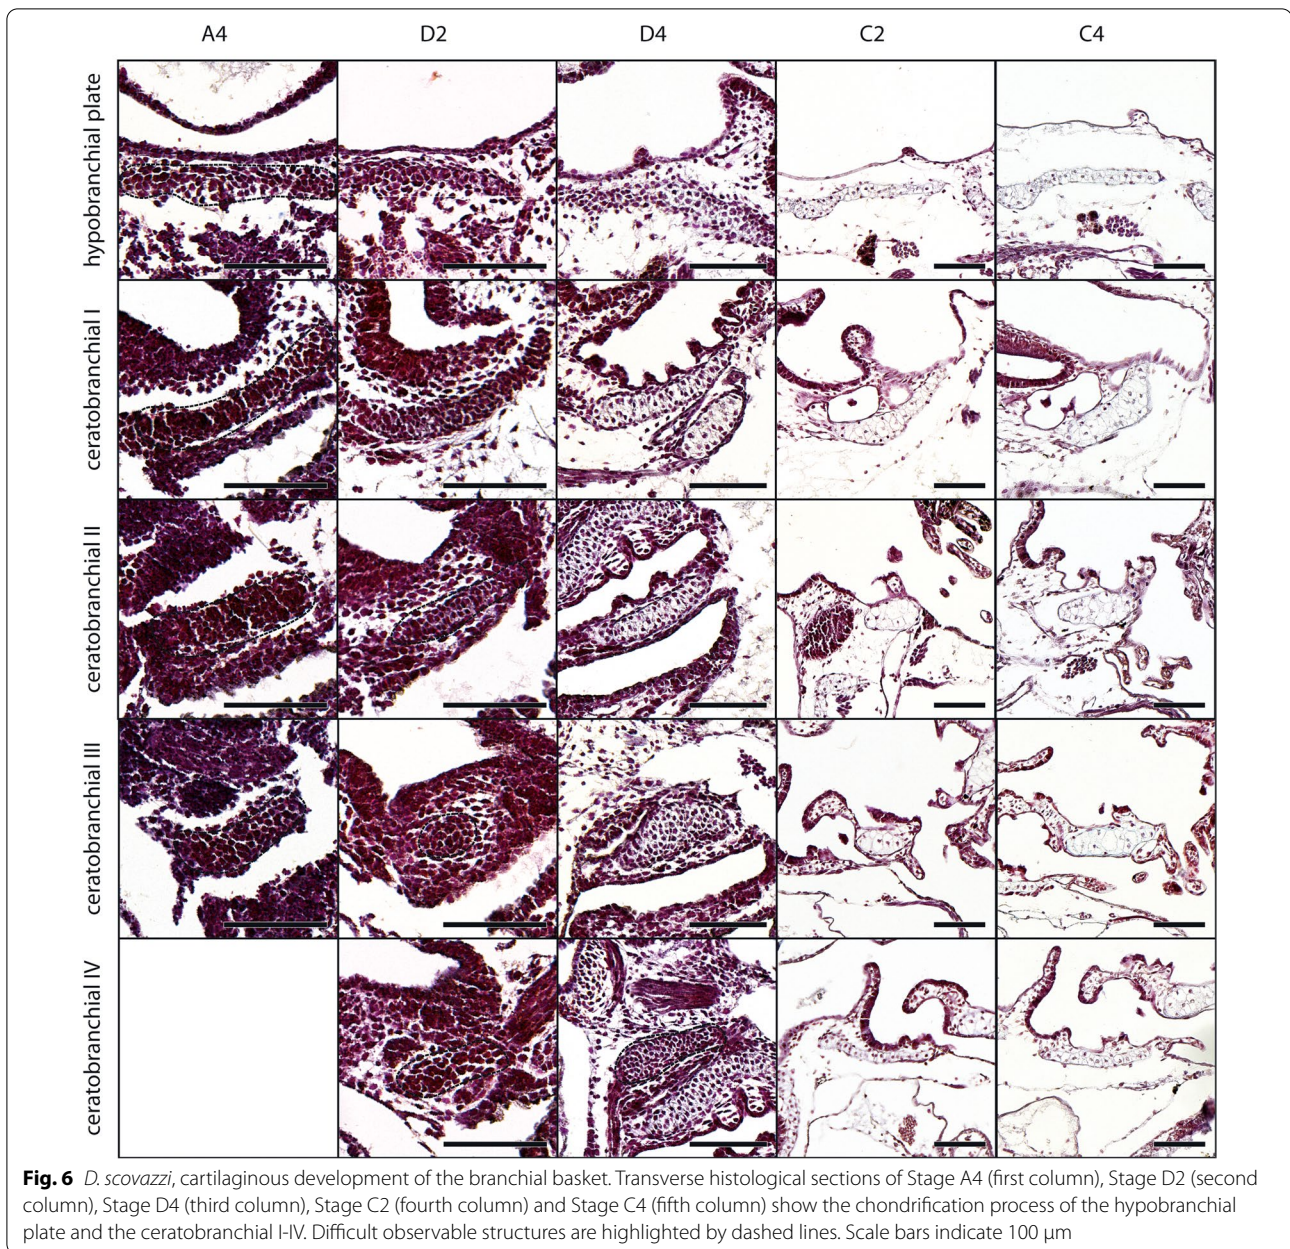 A4 D2 D4 C2 C4
hypobranchial plate
ceratobranchial I
ceratobranchial II
ceratobranchial III
ceratobranchial IV
Fig. 6 D. scovazzi, cartilaginous development of the branchial basket. Transverse histological sections of Stage A4 (first column), Stage D2 (second
column), Stage D4 (third column), Stage C2 (fourth column) and Stage C4 (fifth column) show the chondrification process of the hypobranchial
plate and the ceratobranchial I-IV. Difficult observable structures are highlighted by dashed lines. Scale bars indicate 100 µm